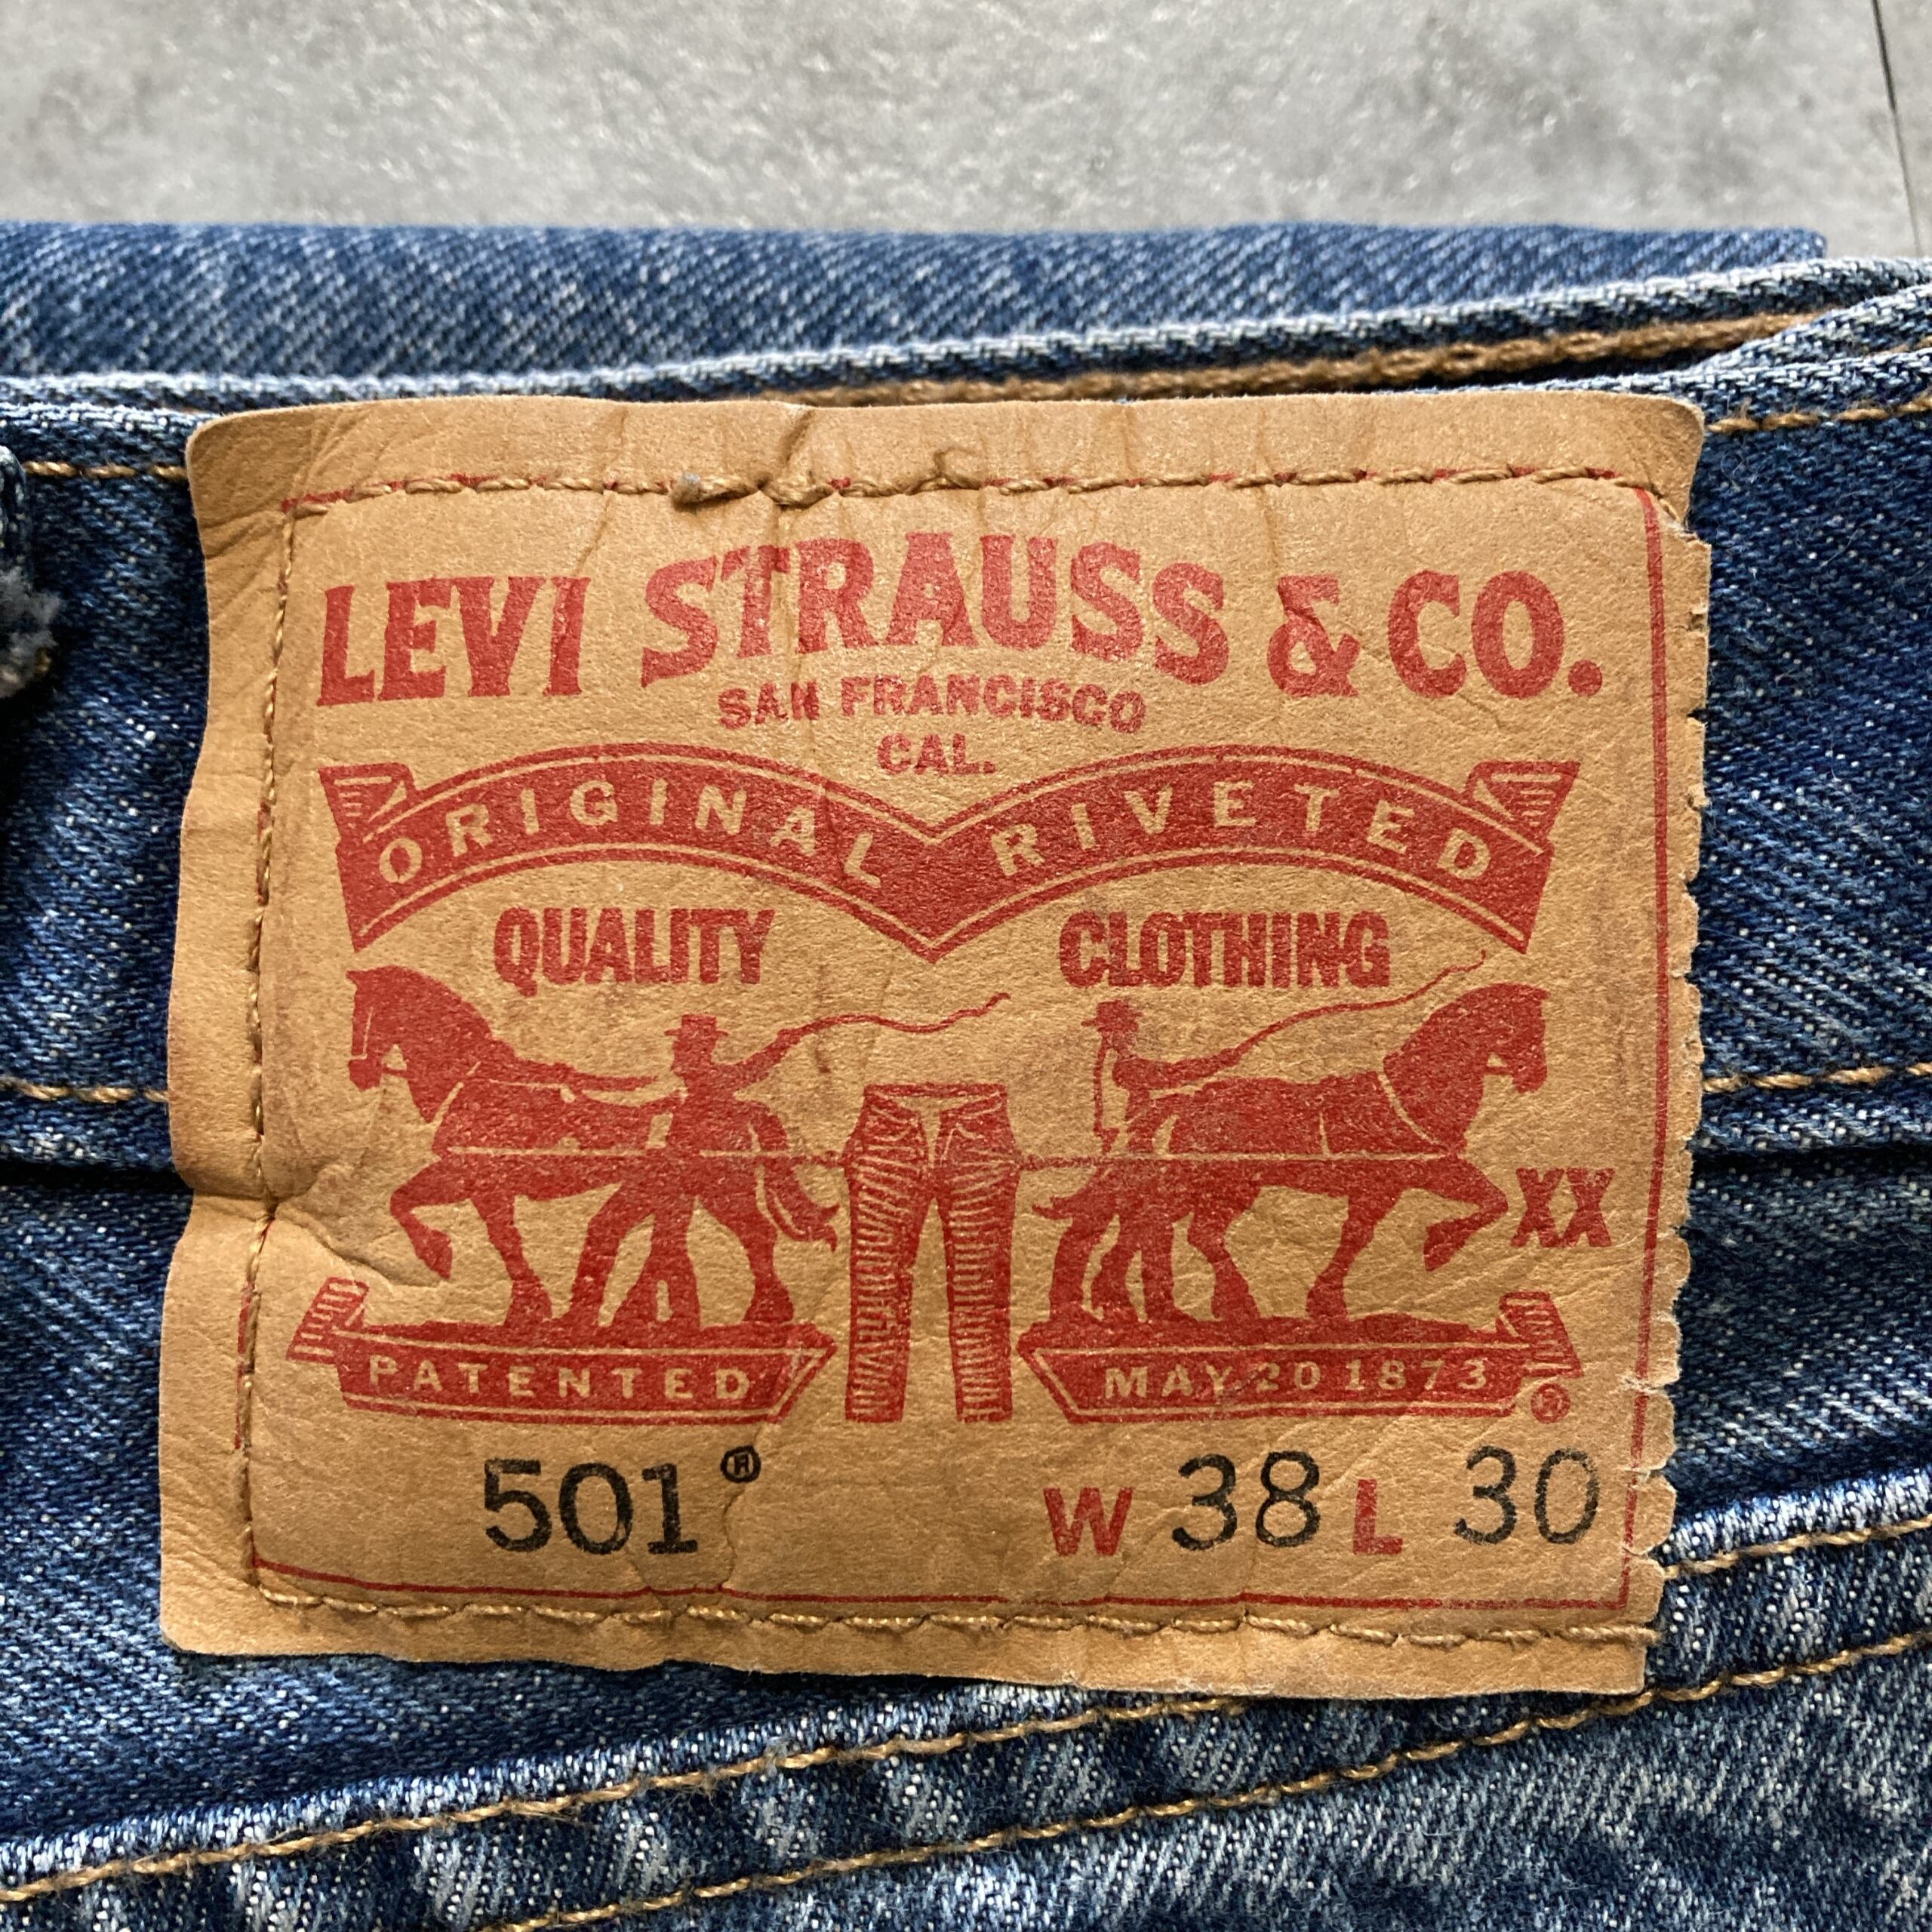 LEVI STRAUSS & CO.
SAN FRANCISCO
CAL.
ORIGINAL RIVETED
QUALITY CLOTHING
XX
PATENTED MAY 20 1873 ®
501® W 38 L 30